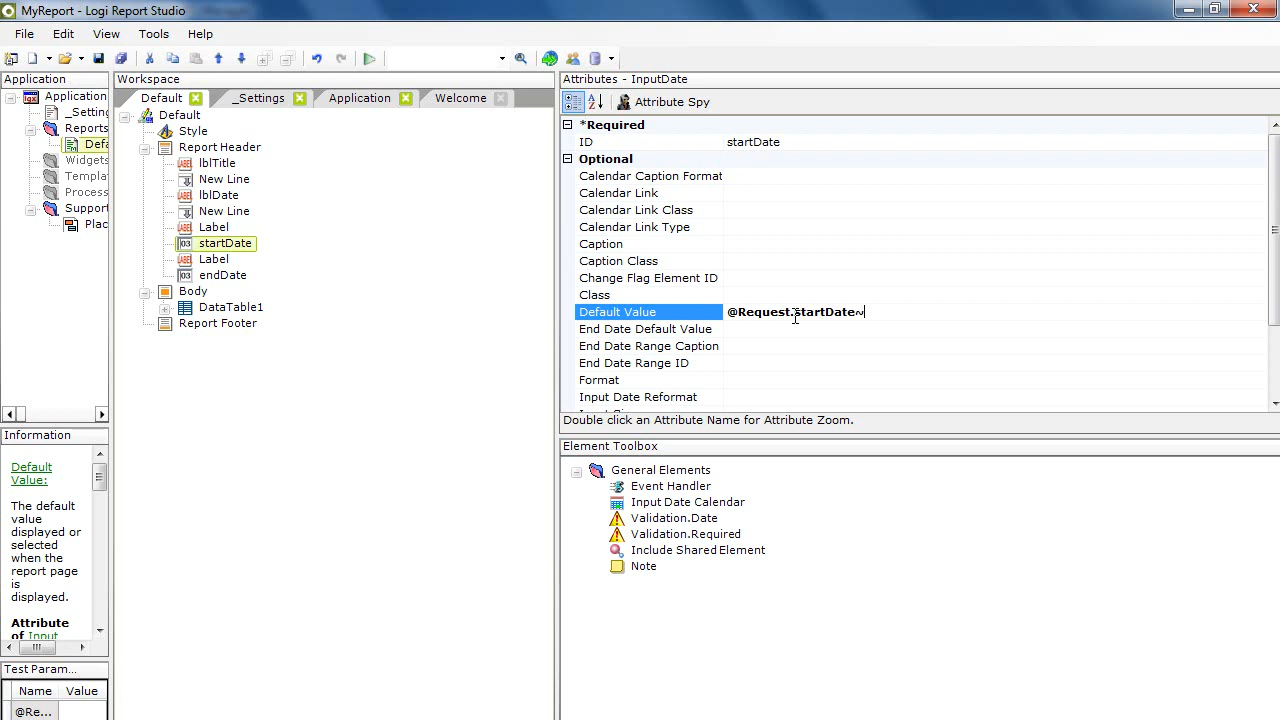 MyReport - Logi Report Studio
File Edit View Tools Help
Application
Application
_Setting
Reports
Defa
Widgets
Templa
Process
Support
Plac
Information
Default
Value:
The default
value
displayed or
selected
when the
report page
is
displayed.
Attribute
of Input
Test Param...
Name Value
@Re...
Workspace
Default _Settings Application Welcome
Default
Style
Report Header
lblTitle
New Line
lblDate
New Line
Label
startDate
Label
endDate
Body
DataTable1
Report Footer
Attributes - InputDate
Attribute Spy
*Required
ID startDate
Optional
Calendar Caption Format
Calendar Link
Calendar Link Class
Calendar Link Type
Caption
Caption Class
Change Flag Element ID
Class
Default Value @Request.startDate~
End Date Default Value
End Date Range Caption
End Date Range ID
Format
Input Date Reformat
Double click an Attribute Name for Attribute Zoom.
Element Toolbox
General Elements
Event Handler
Input Date Calendar
Validation.Date
Validation.Required
Include Shared Element
Note